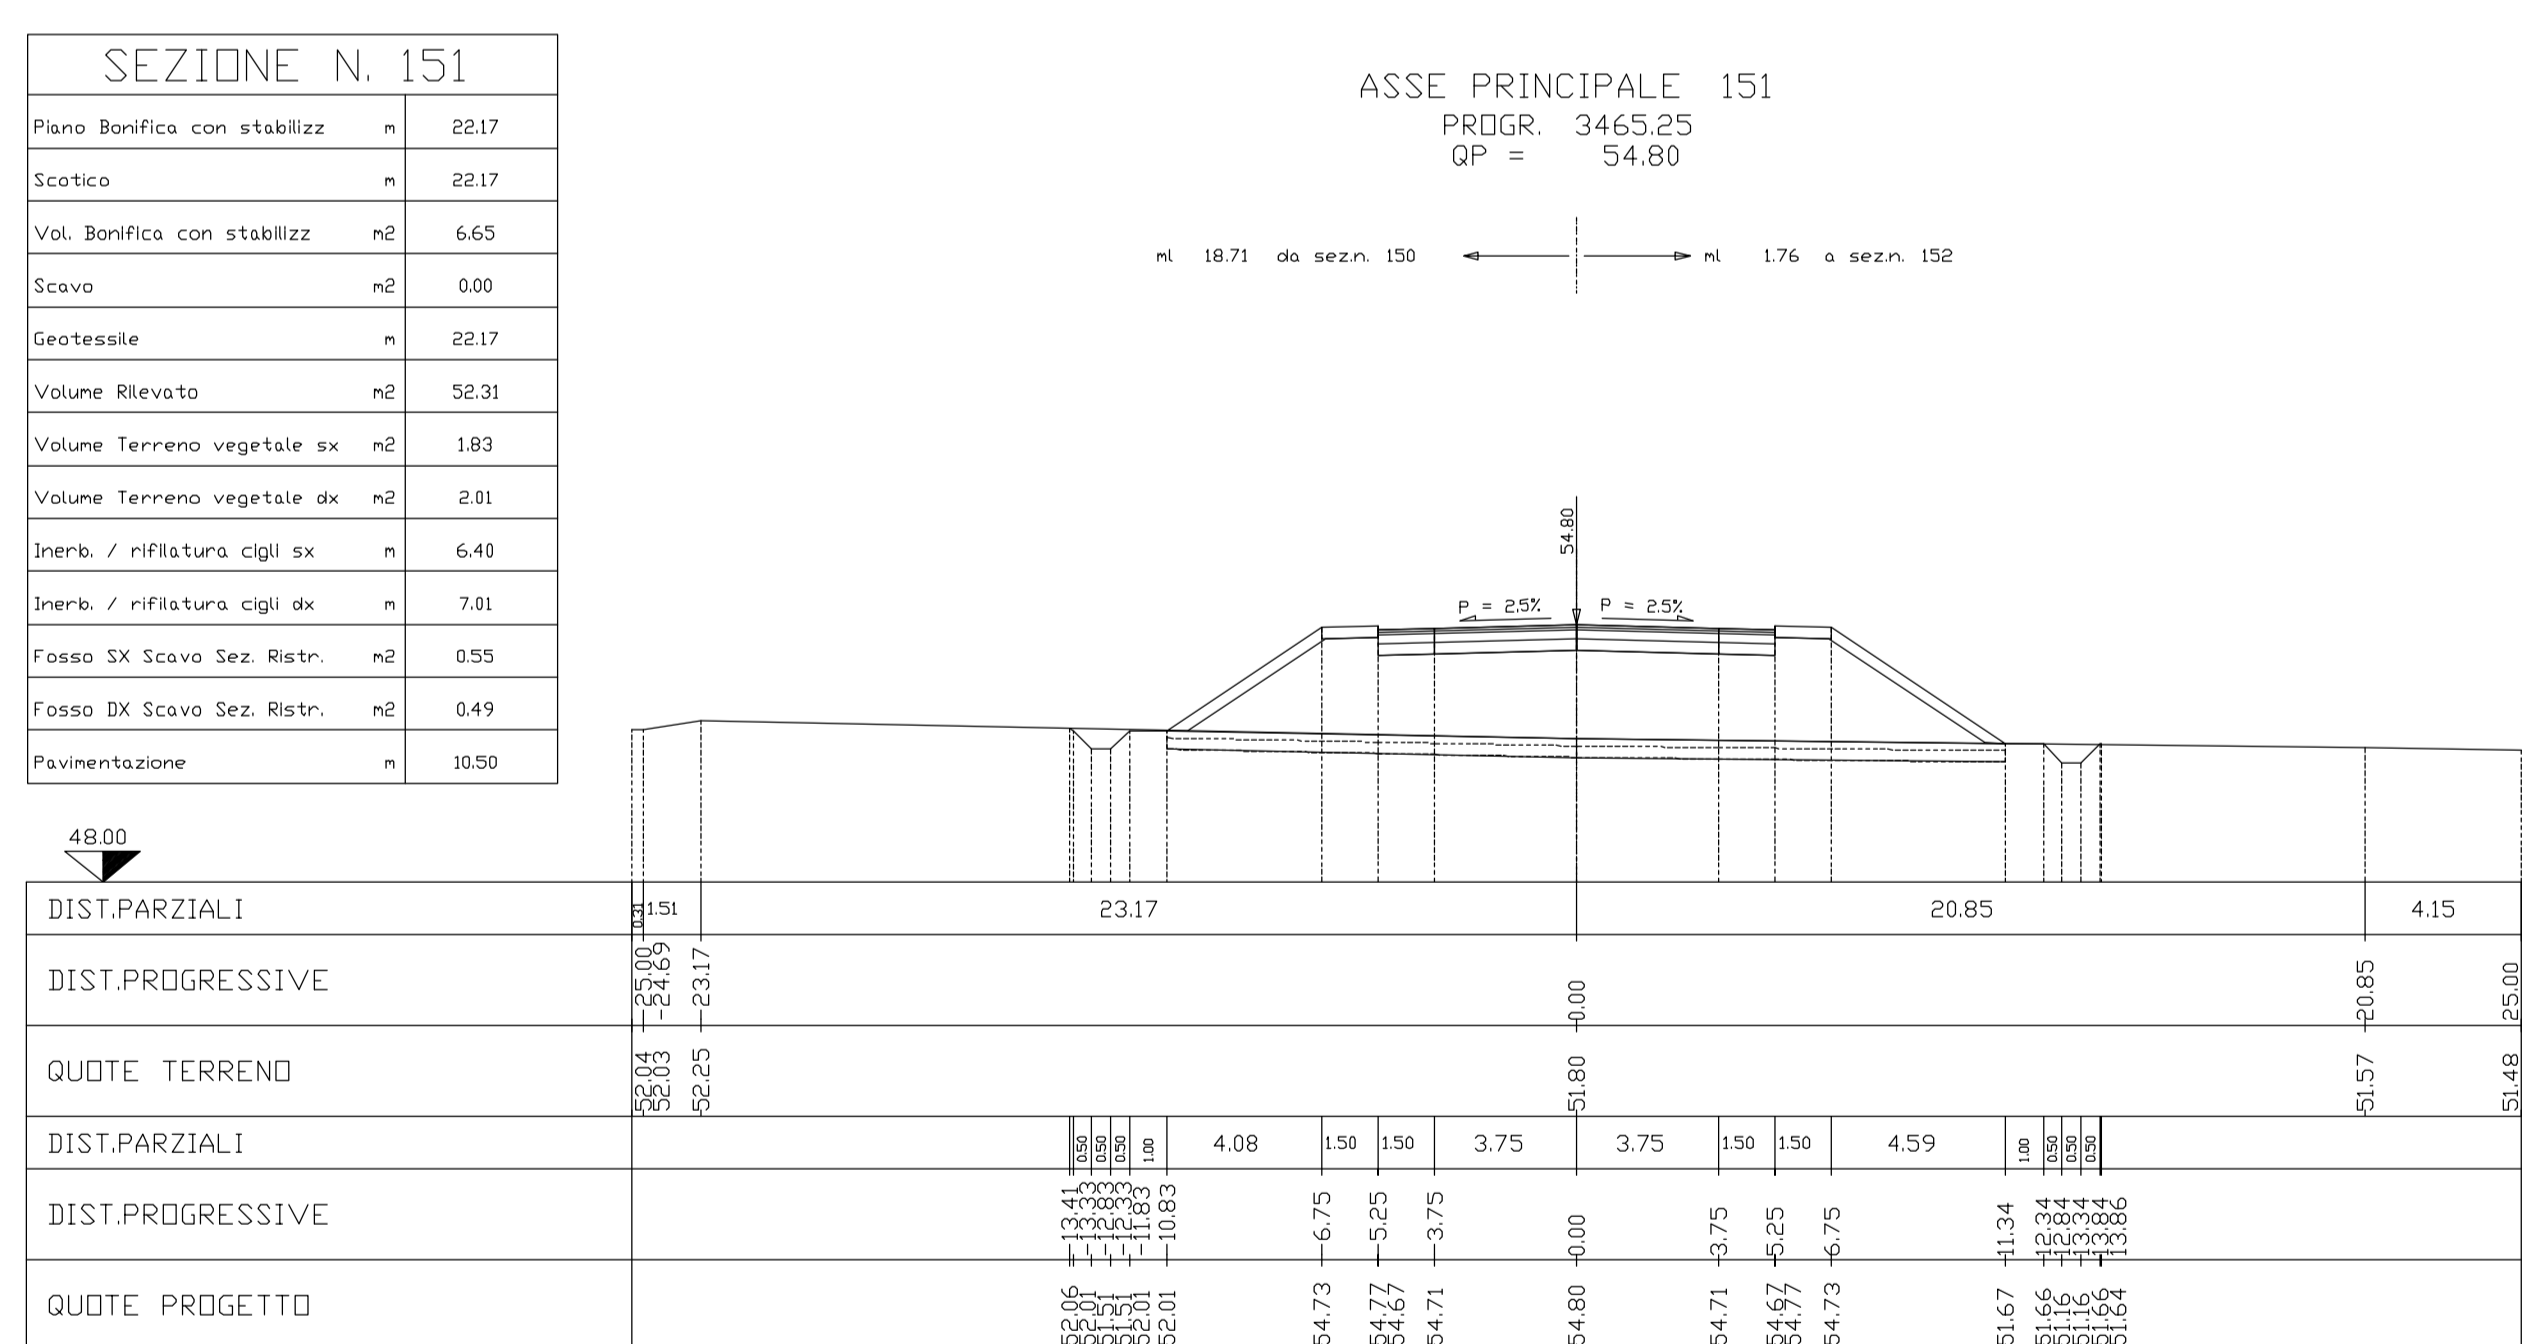 SEZIONE N. 151
Piano Bonifica con stabilizz m 22.17
Scotico m 22.17
Vol. Bonifica con stabilizz m2 6.65
Scavo m2 0.00
Geotessile m 22.17
Volume Rilevato m2 52.31
Volume Terreno vegetale sx m2 1.83
Volume Terreno vegetale dx m2 2.01
Inerb. / rifilatura cigli sx m 6.40
Inerb. / rifilatura cigli dx m 7.01
Fosso SX Scavo Sez. Ristr. m2 0.55
Fosso DX Scavo Sez. Ristr. m2 0.49
Pavimentazione m 10.50
ASSE PRINCIPALE 151
PROGR. 3465.25
QP = 54.80
ml 18.71 da sez.n. 150 ml 1.76 a sez.n. 152
54.80
P = 2.5% P = 2.5%
48.00
DIST.PARZIALI 0.31 1.51 23.17 20.85 4.15
DIST.PROGRESSIVE -25.00 -24.69 -23.17 0.00 20.85 25.00
QUOTE TERRENO 52.04 52.03 52.25 51.80 51.57 51.48
DIST.PARZIALI 0.50 0.50 0.50 1.00 4.08 1.50 1.50 3.75 3.75 1.50 1.50 4.59 1.00 0.50 0.50 0.50
DIST.PROGRESSIVE -13.41 -13.33 -12.83 -12.33 -11.83 -10.83 -6.75 -5.25 -3.75 0.00 3.75 5.25 6.75 11.34 12.34 12.84 13.34 13.84 13.86
QUOTE PROGETTO 52.06 52.01 51.51 51.51 52.01 52.01 54.73 54.77 54.67 54.71 54.80 54.71 54.67 54.77 54.73 51.67 51.66 51.16 51.16 51.66 51.64